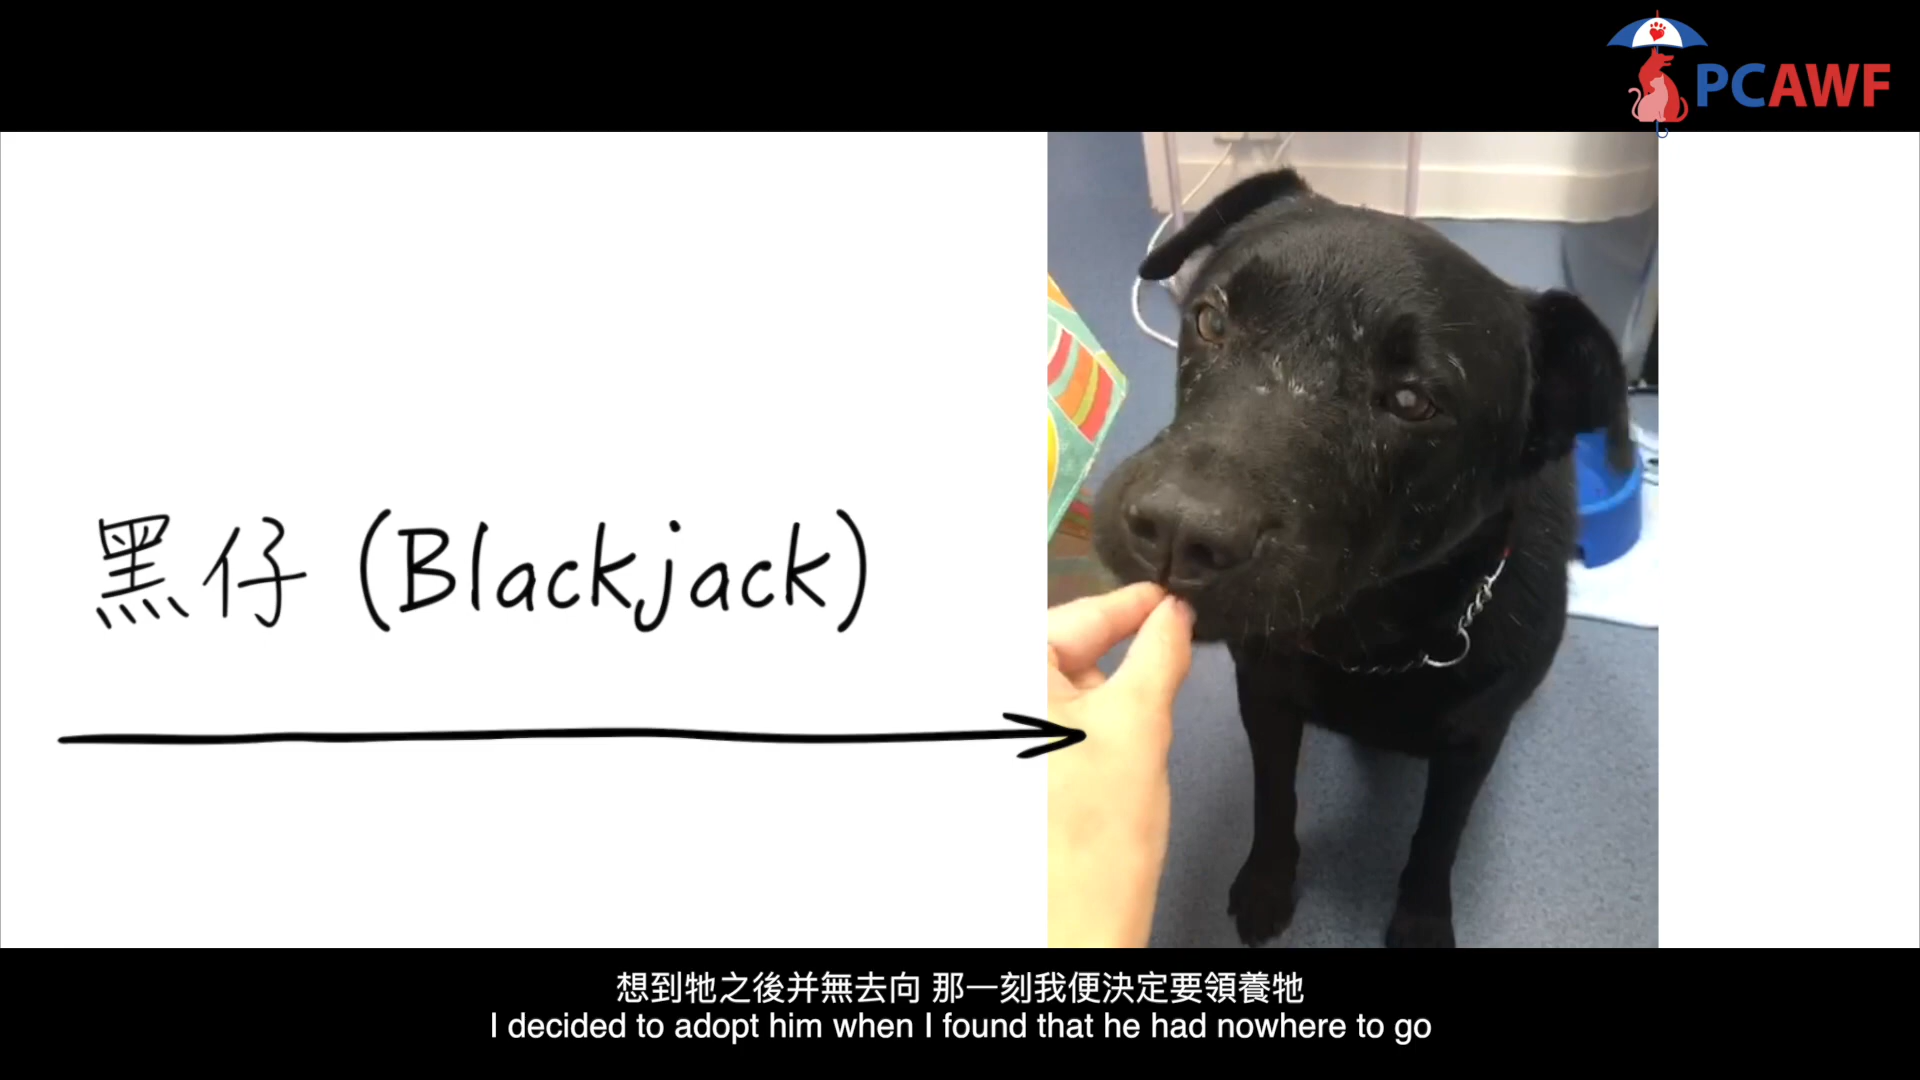 PCAWF
黑仔 (Blackjack)
想到牠之後并無去向 那一刻我便決定要領養牠
I decided to adopt him when I found that he had nowhere to go